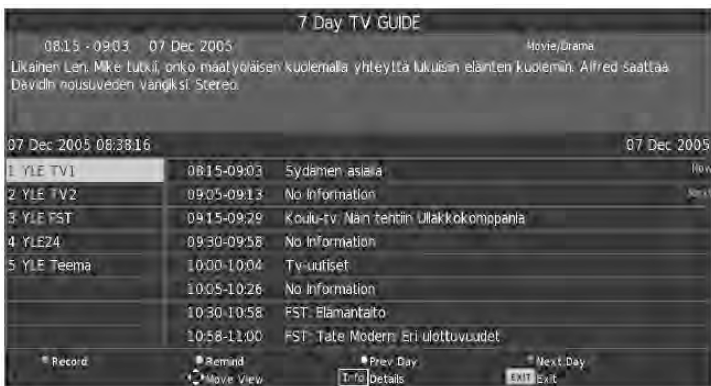 7 Day TV GUIDE
08:15 - 09:03 07 Dec 2005 Movie/Drama
Likainen Len. Mike tutkii, onko maatyöläisen kuolemalla yhteyttä lukuisiin eläinten kuolemiin. Alfred saattaa
Davidin nousuveden vangiksi. Stereo.
07 Dec 2005 08:38:16 07 Dec 2005
1 YLE TV1 08:15-09:03 Sydämen asialla Now
2 YLE TV2 09:05-09:13 No Information Next
3 YLE FST 09:15-09:29 Koulu-tv: Näin tehtiin Ullakkokomppania
4 YLE24 09:30-09:58 No Information
5 YLE Teema 10:00-10:04 Tv-uutiset
10:05-10:26 No Information
10:30-10:58 FST: Elämäntaito
10:58-11:00 FST: Tate Modern: Eri ulottuvuudet
Record Remind Prev Day Next Day
Move View Info Details EXIT Exit